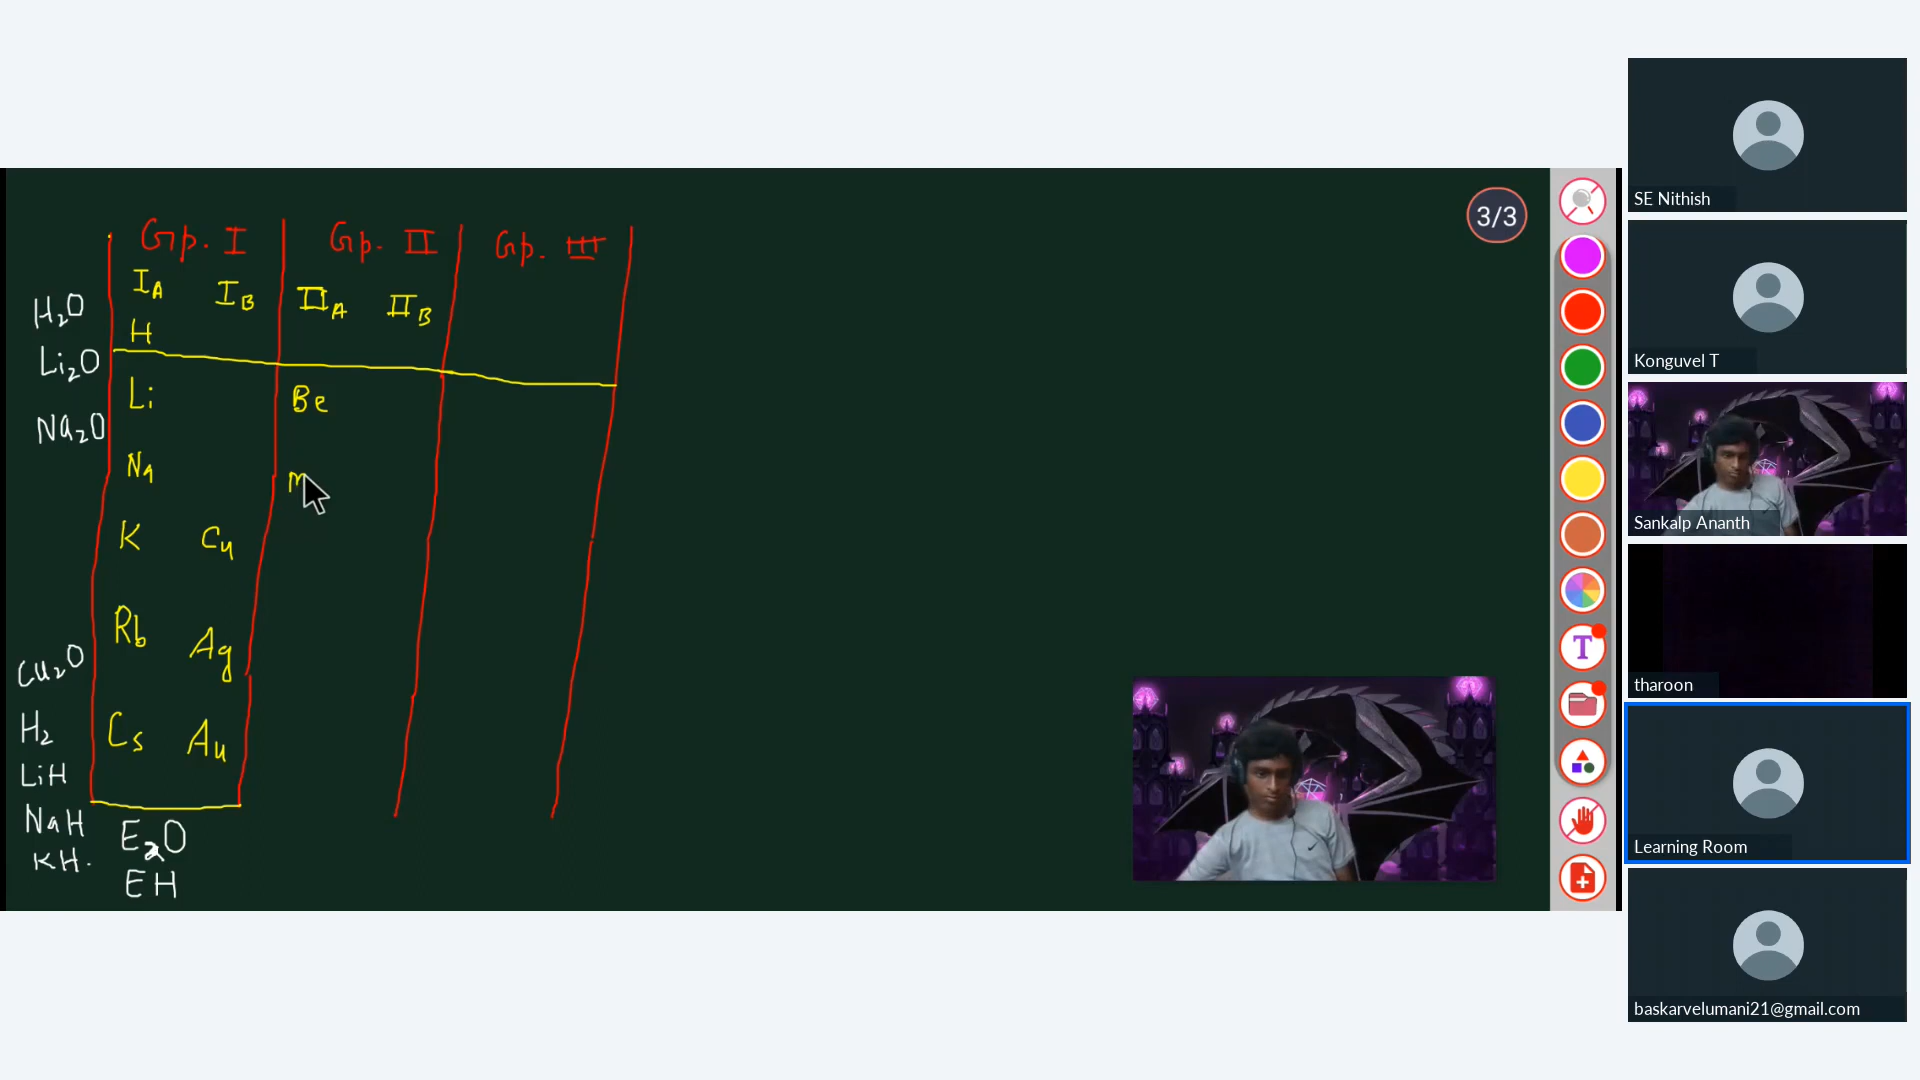 Gp. I Gp. II Gp. III
IA IB IIA IIB
H2O
H
Li2O
Li Be
Na2O
Na M
K Cu
Rb Ag
Cu2O
H2 Cs Au
LiH
NaH E2O
KH. EH
3/3
T
SE Nithish
Konguvel T
Sankalp Ananth
tharoon
Learning Room
baskarvelumani21@gmail.com